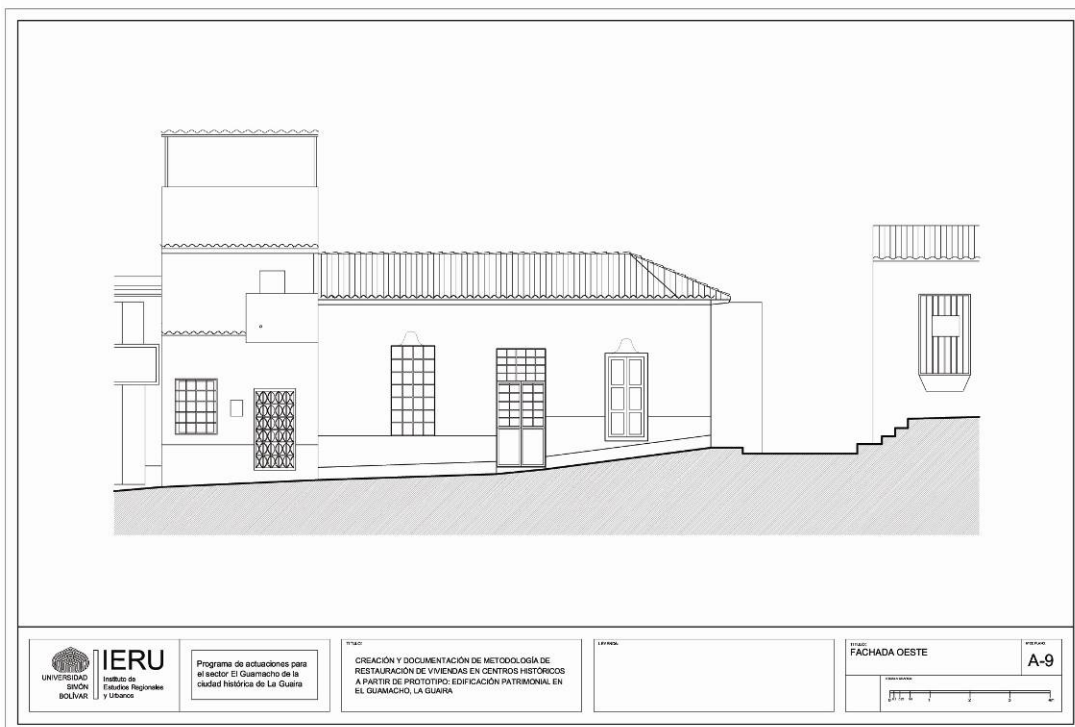 UNIVERSIDAD
SIMÓN
BOLÍVAR
IERU
Instituto de
Estudios Regionales
y Urbanos
Programa de actuaciones para
el sector El Guamacho de la
ciudad histórica de La Guaira
CREACIÓN Y DOCUMENTACIÓN DE METODOLOGÍA DE
RESTAURACIÓN DE VIVIENDAS EN CENTROS HISTÓRICOS
A PARTIR DE PROTOTIPO: EDIFICACIÓN PATRIMONIAL EN
EL GUAMACHO, LA GUAIRA
FACHADA OESTE
A-9